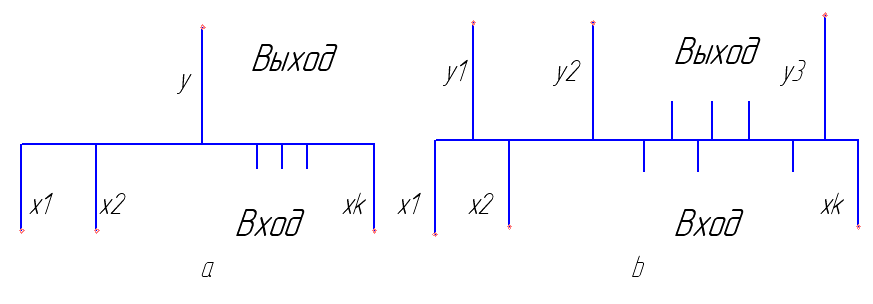 Выход
y
x1 x2 xk
Вход
a
Выход
y1 y2 y3
x1 x2 xk
Вход
b